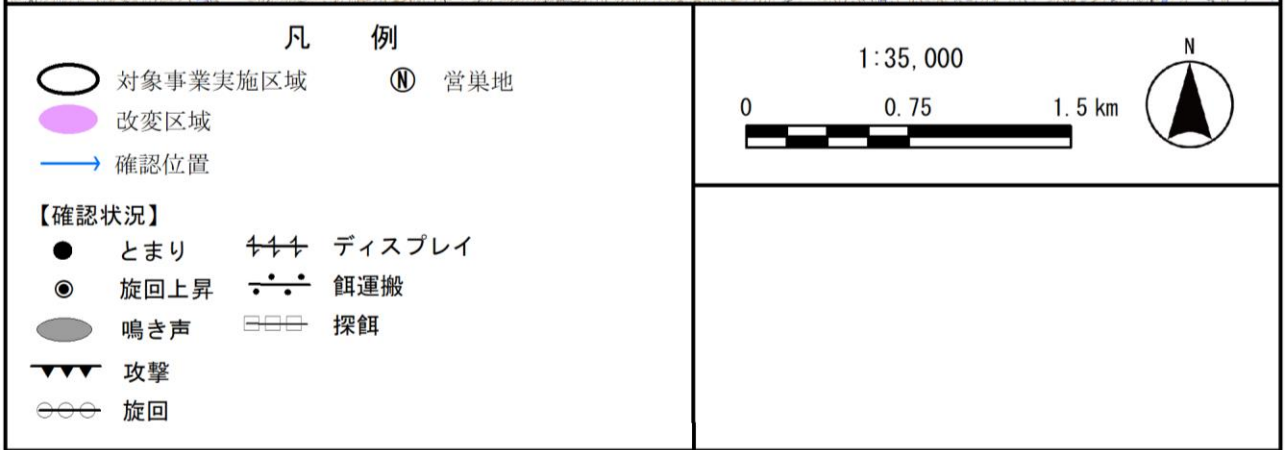 凡 例
対象事業実施区域 Ⓝ 営巣地
改変区域
確認位置
【確認状況】
とまり ディスプレイ
旋回上昇 餌運搬
鳴き声 探餌
攻撃
旋回
1:35,000
0 0.75 1.5 km
N